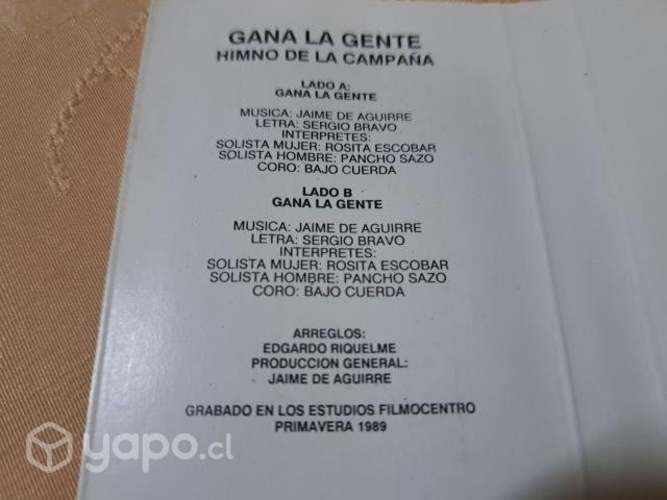 GANA LA GENTE
HIMNO DE LA CAMPAÑA
LADO A:
GANA LA GENTE
MUSICA: JAIME DE AGUIRRE
LETRA: SERGIO BRAVO
INTERPRETES:
SOLISTA MUJER: ROSITA ESCOBAR
SOLISTA HOMBRE: PANCHO SAZO
CORO: BAJO CUERDA
LADO B
GANA LA GENTE
MUSICA: JAIME DE AGUIRRE
LETRA: SERGIO BRAVO
INTERPRETES:
SOLISTA MUJER: ROSITA ESCOBAR
SOLISTA HOMBRE: PANCHO SAZO
CORO: BAJO CUERDA
ARREGLOS:
EDGARDO RIQUELME
PRODUCCION GENERAL:
JAIME DE AGUIRRE
GRABADO EN LOS ESTUDIOS FILMOCENTRO
PRIMAVERA 1989
yapo.cl